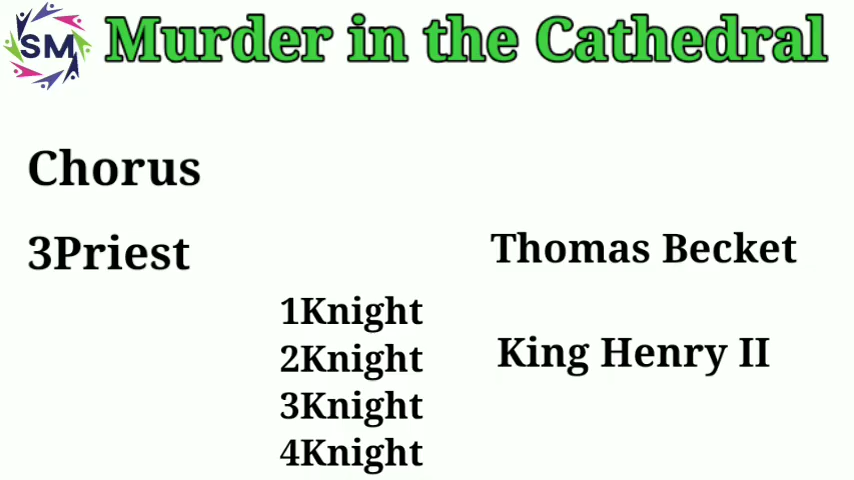 SM
Murder in the Cathedral
Chorus
3Priest
Thomas Becket
1Knight
2Knight
King Henry II
3Knight
4Knight